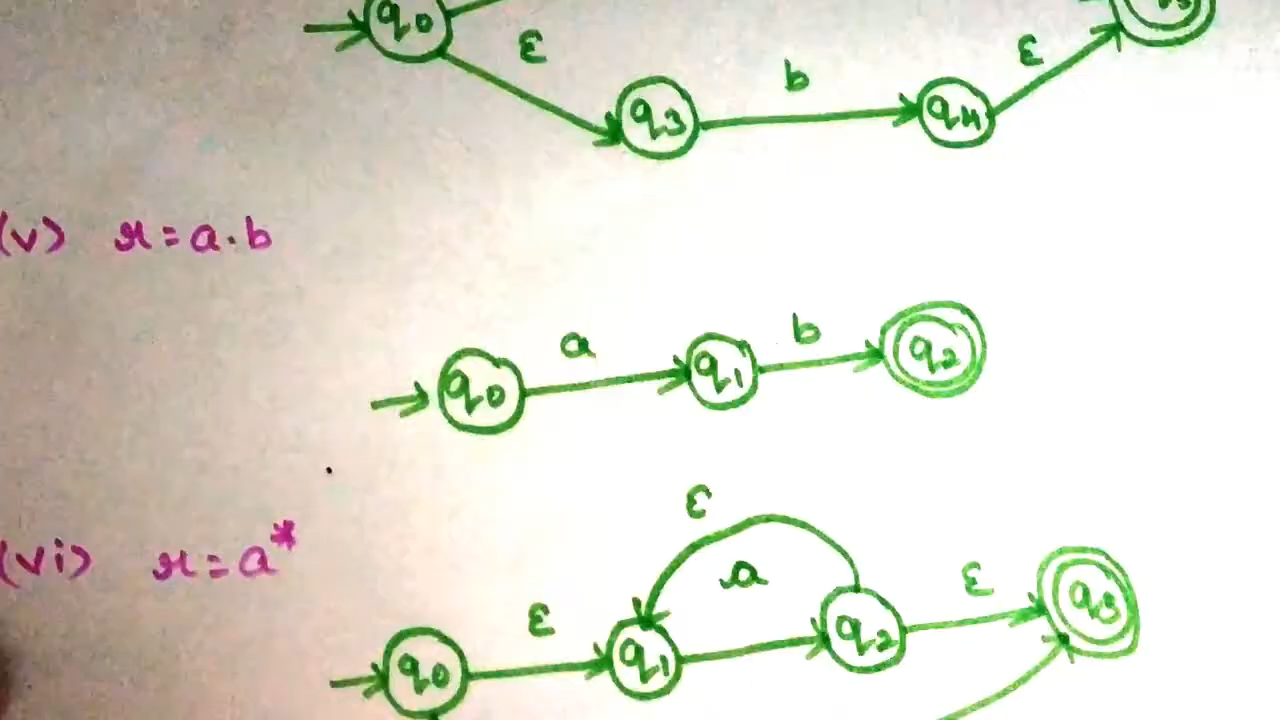 q0 ε q3 b q4 ε
(v) r=a.b
q0 a q1 b q2
(vi) r=a*
q0 ε q1 a ε q2 ε q3